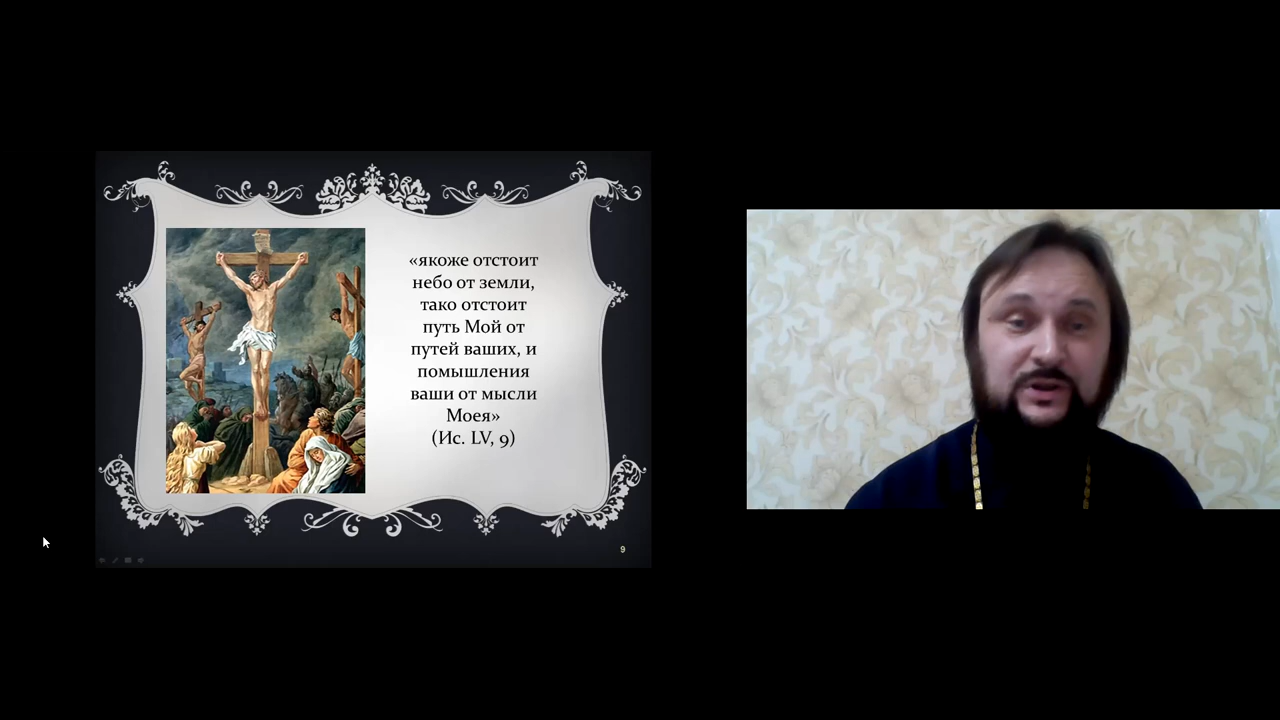 «якоже отстоит
небо от земли,
тако отстоит
путь Мой от
путей ваших, и
помышления
ваши от мысли
Моея»
(Ис. LV, 9)
9